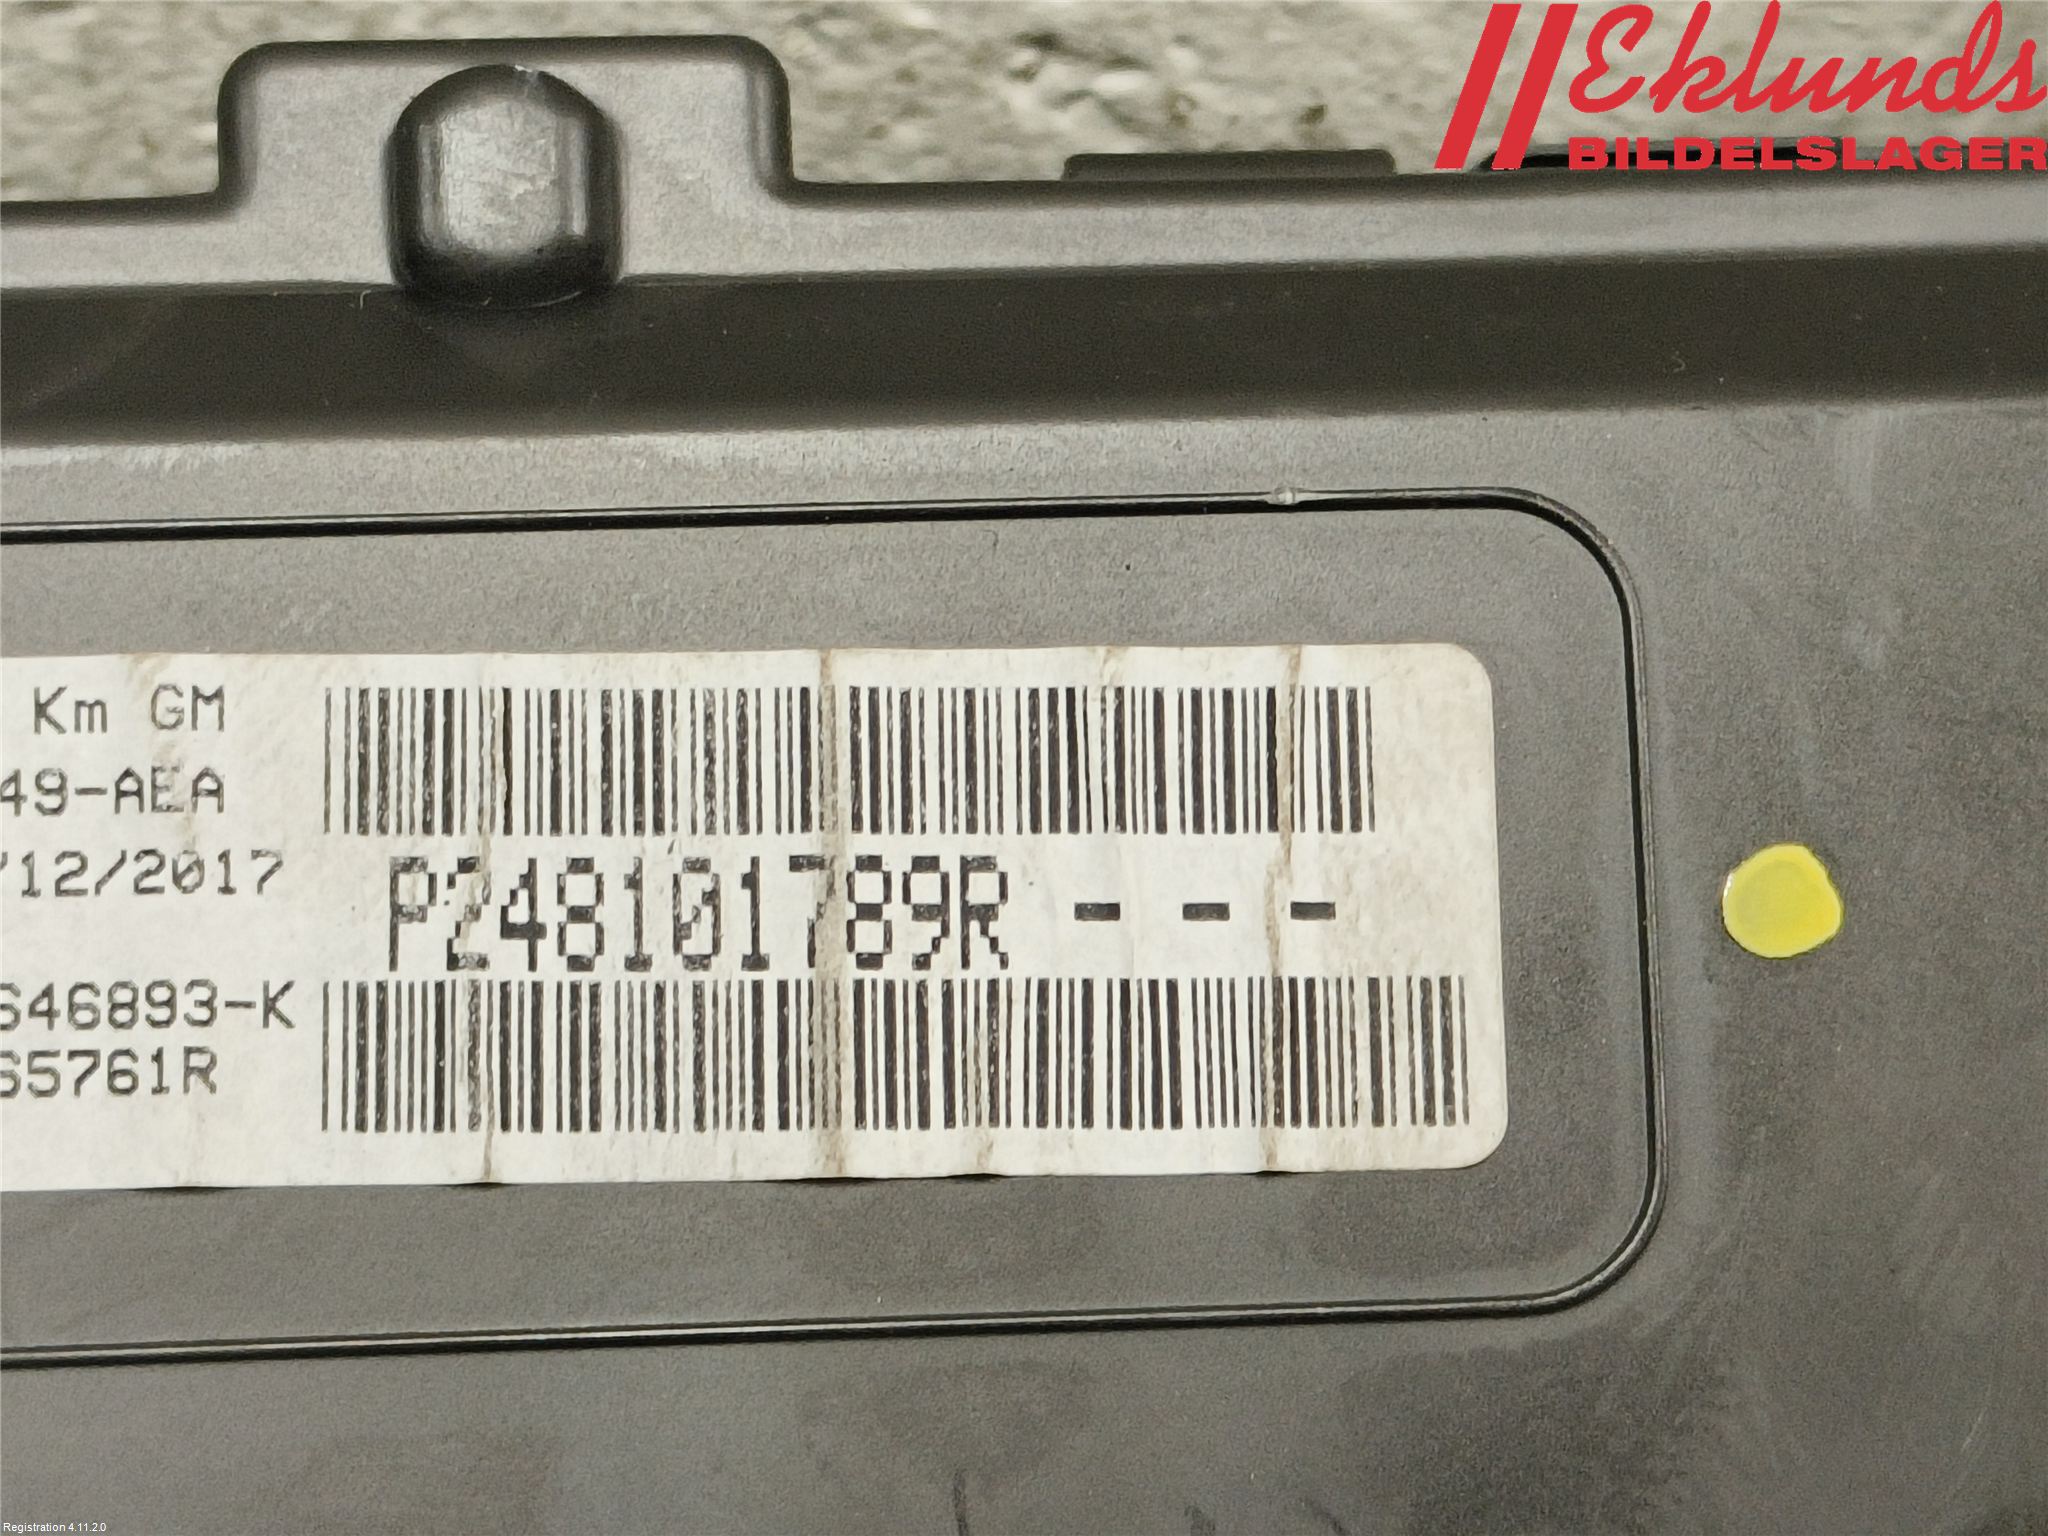 Eklunds
BILDELSLAGER
Km GM
49-AEA
/12/2017
P248101789R - - -
646893-K
65761R
Registration 4.11.2.0